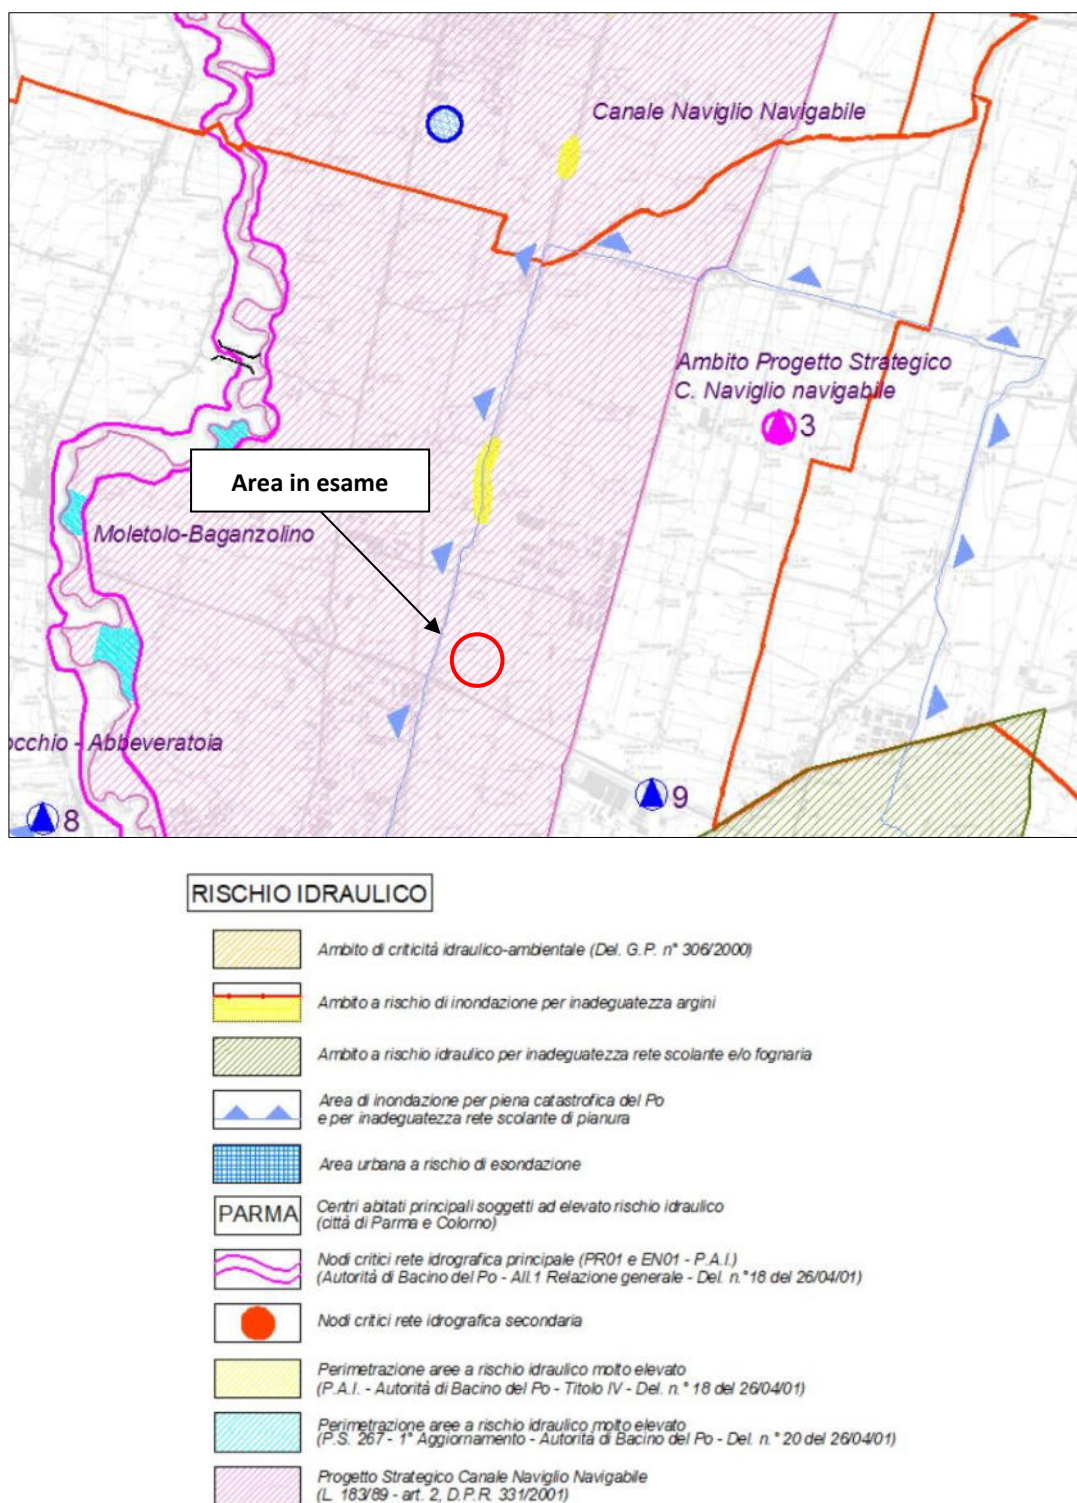 Canale Naviglio Navigabile
Ambito Progetto Strategico
C. Naviglio navigabile
3
Area in esame
Moletolo-Baganzolino
occhio - Abbeveratoia
8
9
RISCHIO IDRAULICO
Ambito di criticità idraulico-ambientale (Del. G.P. n° 306/2000)
Ambito a rischio di inondazione per inadeguatezza argini
Ambito a rischio idraulico per inadeguatezza rete scolante e/o fognaria
Area di inondazione per piena catastrofica del Po
e per inadeguatezza rete scolante di pianura
Area urbana a rischio di esondazione
PARMA
Centri abitati principali soggetti ad elevato rischio idraulico
(città di Parma e Colorno)
Nodi critici rete idrografica principale (PR01 e EN01 - P.A.I.)
(Autorità di Bacino del Po - All.1 Relazione generale - Del. n.°18 del 26/04/01)
Nodi critici rete idrografica secondaria
Perimetrazione aree a rischio idraulico molto elevato
(P.A.I. - Autorità di Bacino del Po - Titolo IV - Del. n.° 18 del 26/04/01)
Perimetrazione aree a rischio idraulico molto elevato
(P.S. 267 - 1° Aggiornamento - Autorità di Bacino del Po - Del. n.° 20 del 26/04/01)
Progetto Strategico Canale Naviglio Navigabile
(L. 183/89 - art. 2, D.P.R. 331/2001)